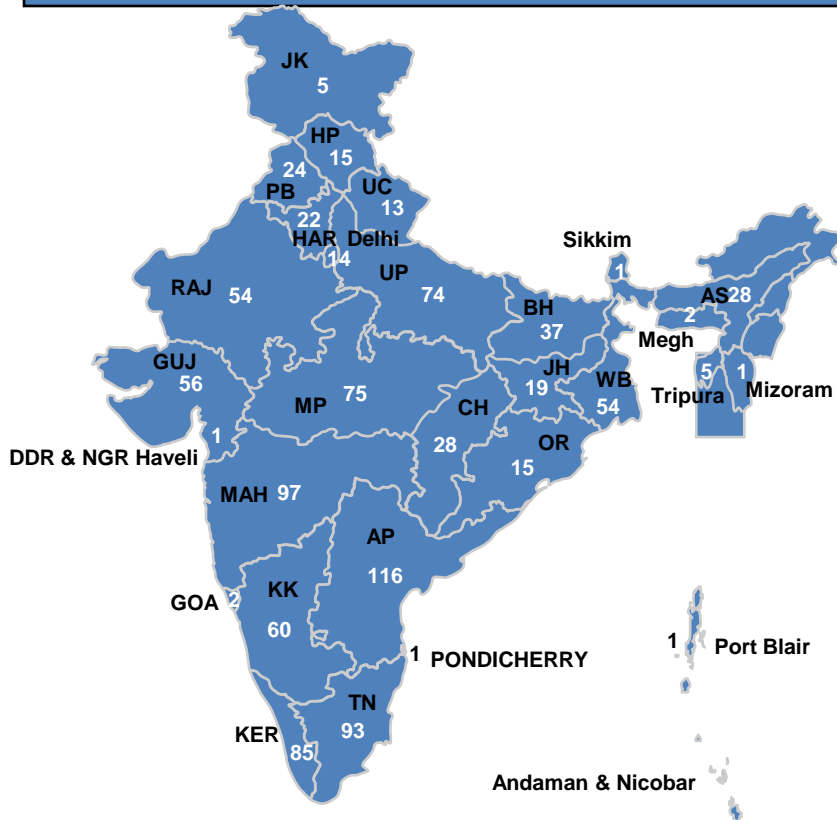 JK
5
HP
15
24
PB
UC
13
22
HAR Delhi
14
Sikkim
1
RAJ 54
UP
74
AS28
2
Megh
BH
37
GUJ
56
JH
19
WB
54
5
Tripura
1
Mizoram
MP
75
CH
28
OR
15
1
DDR & NGR Haveli
MAH 97
AP
116
GOA 2
KK
60
1 PONDICHERRY
1 Port Blair
TN
93
KER
85
Andaman & Nicobar